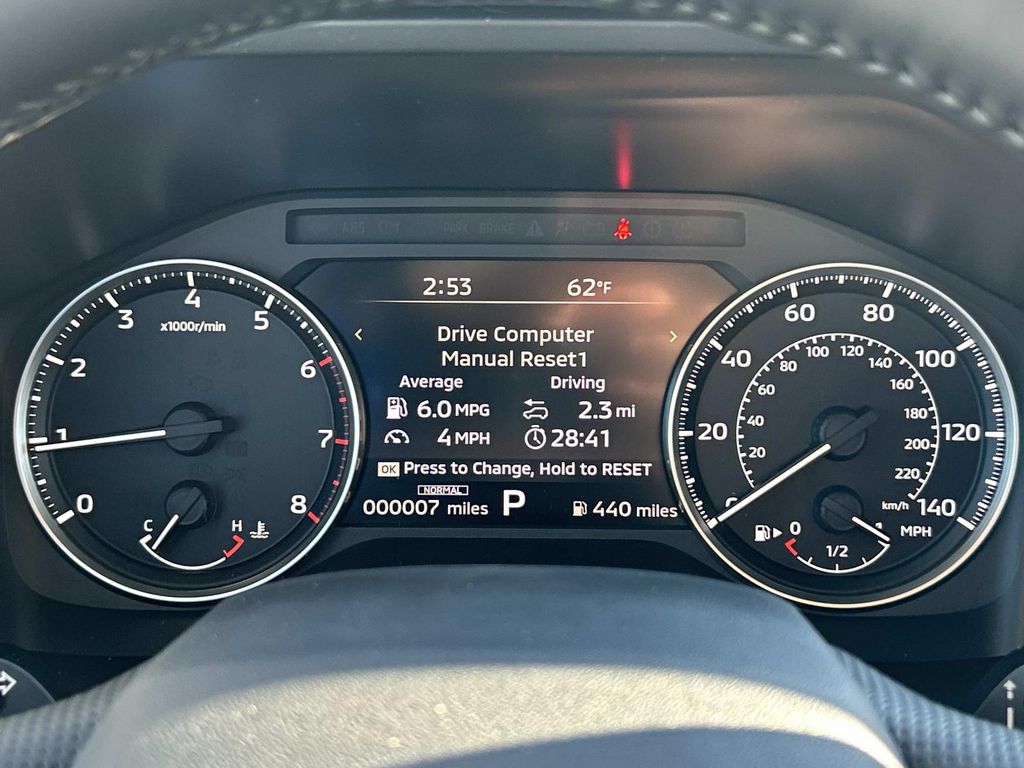 ABS
PARK BRAKE
2:53 62°F
Drive Computer
Manual Reset1
Average Driving
6.0 MPG 2.3 mi
4 MPH 28:41
OK Press to Change, Hold to RESET
NORMAL
000007 miles P 440 miles
0 1 2 3 4 5 6 7 8
x1000r/min
C H
20 40 60 80 100 120 140
MPH
20 40 60 80 100 120 140 160 180 200 220
km/h
0 1/2 1